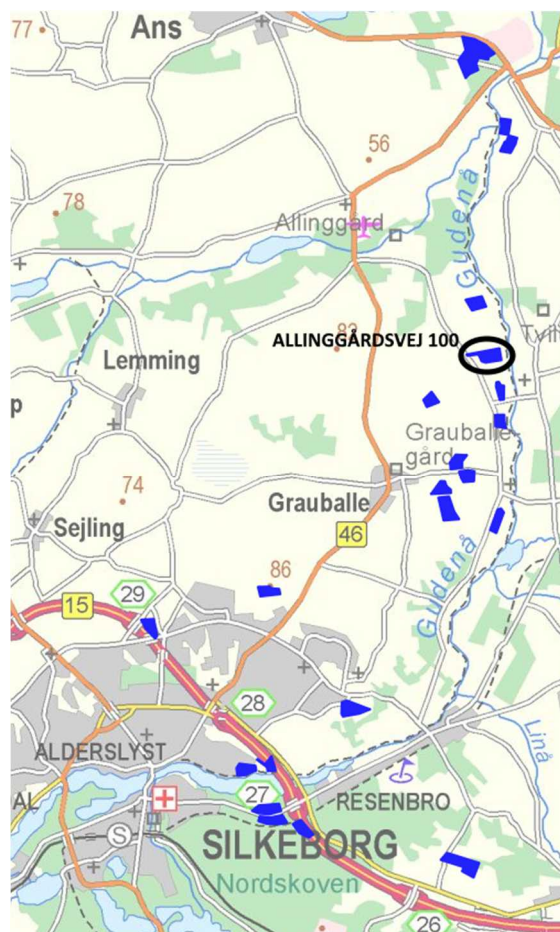 77
Ans
56
78
Allinggård
Gudenå
82
ALLINGGÅRDSVEJ 100
Lemming
p
Grauballe-
gård
74
Grauballe
Sejling
46
86
29
15
Gudenå
28
Linå
ALDERSLYST
27
AL
RESENBRO
S
SILKEBORG
Nordskoven
26